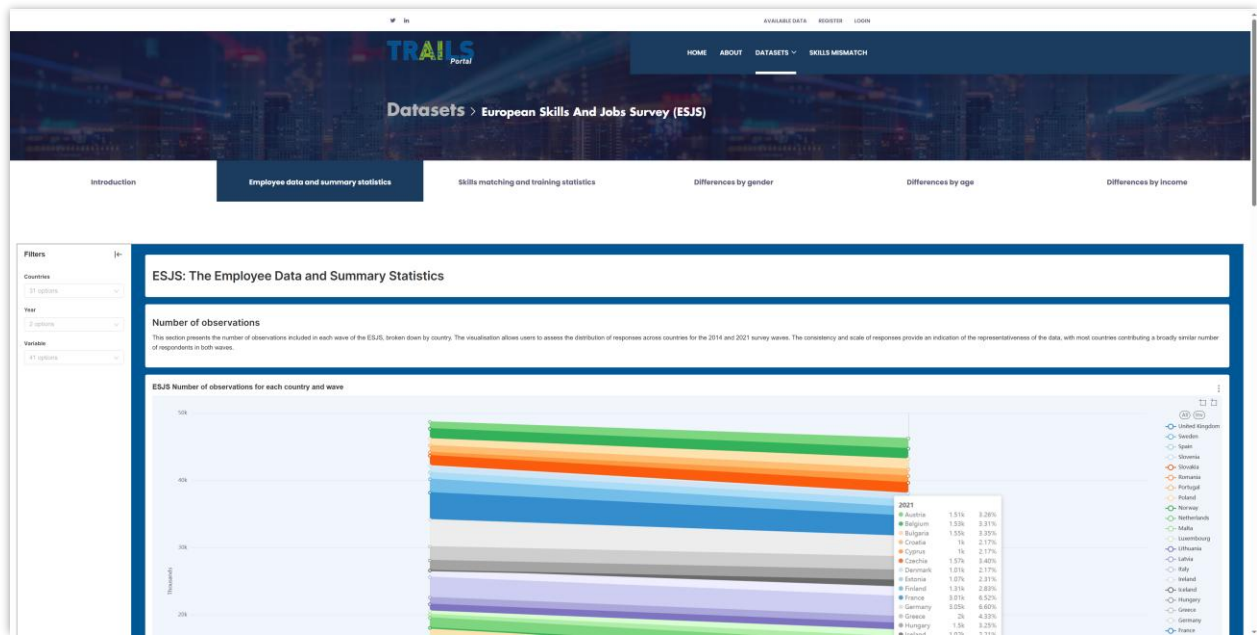 AVAILABLE DATA REGISTER LOGIN
TRAILS
Portal
HOME ABOUT DATASETS SKILLS MISMATCH
Datasets > European Skills And Jobs Survey (ESJS)
Introduction
Employee data and summary statistics
Skills matching and training statistics
Differences by gender
Differences by age
Differences by income
Filters
Countries
31 options
Year
2 options
Variable
41 options
ESJS: The Employee Data and Summary Statistics
Number of observations
This section presents the number of observations included in each wave of the ESJS, broken down by country. The visualisation allows users to assess the distribution of responses across countries for the 2014 and 2021 survey waves. The consistency and scale of responses provide an indication of the representativeness of the data, with most countries contributing a broadly similar number
of respondents in both waves.
ESJS Number of observations for each country and wave
50k
40k
30k
20k
Thousands
2021
Austria 1.51k 3.26%
Belgium 1.53k 3.31%
Bulgaria 1.55k 3.35%
Croatia 1k 2.17%
Cyprus 1k 2.17%
Czechia 1.57k 3.40%
Denmark 1.01k 2.17%
Estonia 1.07k 2.31%
Finland 1.31k 2.83%
France 3.01k 6.52%
Germany 3.05k 6.60%
Greece 2k 4.33%
Hungary 1.5k 3.25%
All Inv
United Kingdom
Sweden
Spain
Slovenia
Slovakia
Romania
Portugal
Poland
Norway
Netherlands
Malta
Luxembourg
Lithuania
Latvia
Italy
Ireland
Iceland
Hungary
Greece
Germany
France